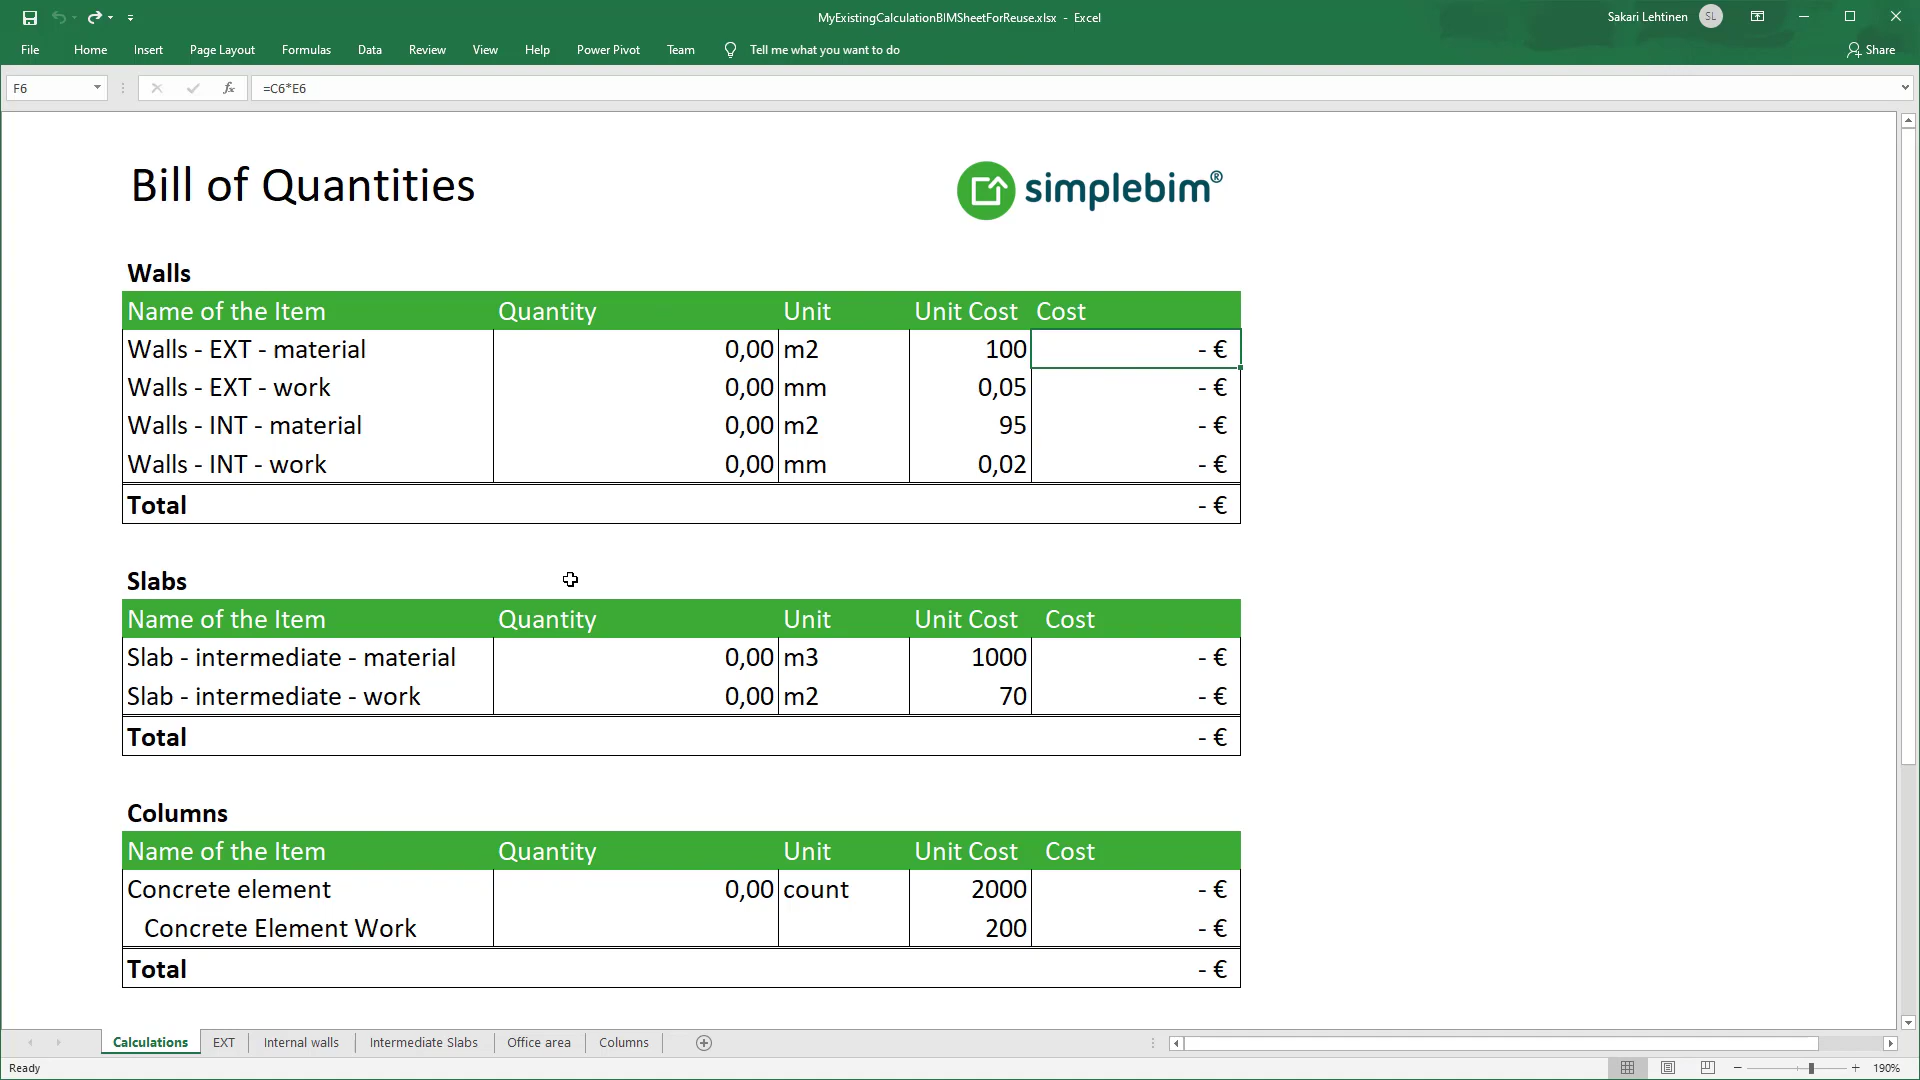 MyExistingCalculationBIMSheetForReuse.xlsx - Excel
Sakari Lehtinen SL
File Home Insert Page Layout Formulas Data Review View Help Power Pivot Team Tell me what you want to do Share
F6 fx =C6*E6
Bill of Quantities
simplebim®
Walls
Name of the Item Quantity Unit Unit Cost Cost
Walls - EXT - material 0,00 m2 100 - €
Walls - EXT - work 0,00 mm 0,05 - €
Walls - INT - material 0,00 m2 95 - €
Walls - INT - work 0,00 mm 0,02 - €
Total - €
Slabs
Name of the Item Quantity Unit Unit Cost Cost
Slab - intermediate - material 0,00 m3 1000 - €
Slab - intermediate - work 0,00 m2 70 - €
Total - €
Columns
Name of the Item Quantity Unit Unit Cost Cost
Concrete element 0,00 count 2000 - €
Concrete Element Work 200 - €
Total - €
Calculations EXT Internal walls Intermediate Slabs Office area Columns
Ready 190%